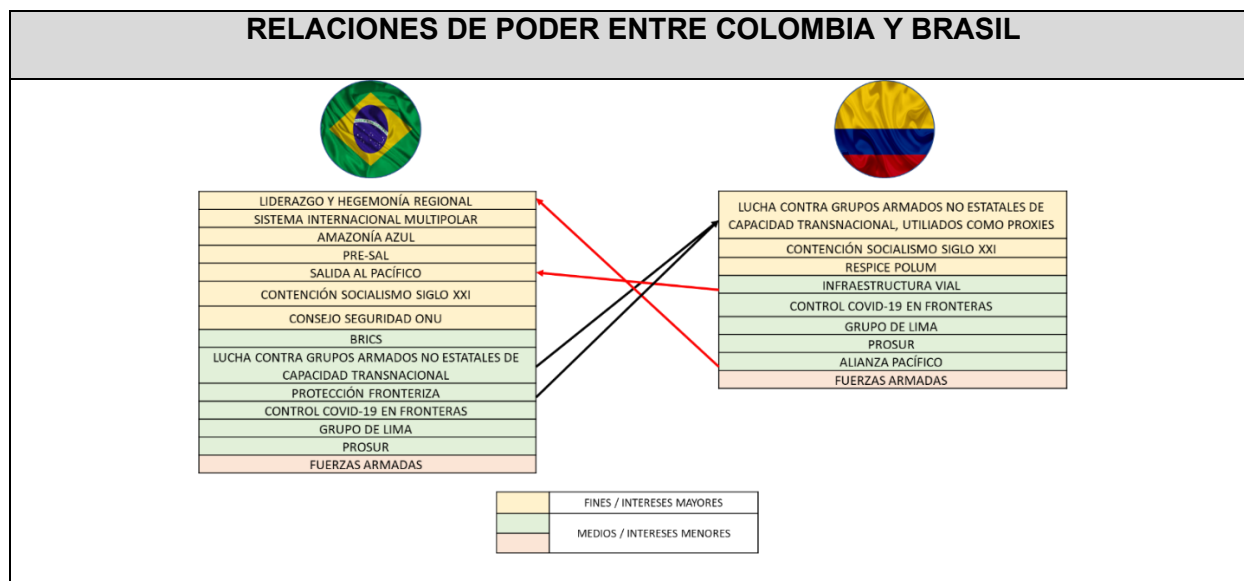 RELACIONES DE PODER ENTRE COLOMBIA Y BRASIL
LIDERAZGO Y HEGEMONÍA REGIONAL
SISTEMA INTERNACIONAL MULTIPOLAR
AMAZONÍA AZUL
PRE-SAL
SALIDA AL PACÍFICO
CONTENCIÓN SOCIALISMO SIGLO XXI
CONSEJO SEGURIDAD ONU
BRICS
LUCHA CONTRA GRUPOS ARMADOS NO ESTATALES DE
CAPACIDAD TRANSNACIONAL
PROTECCIÓN FRONTERIZA
CONTROL COVID-19 EN FRONTERAS
GRUPO DE LIMA
PROSUR
FUERZAS ARMADAS
LUCHA CONTRA GRUPOS ARMADOS NO ESTATALES DE
CAPACIDAD TRANSNACIONAL, UTILIADOS COMO PROXIES
CONTENCIÓN SOCIALISMO SIGLO XXI
RESPICE POLUM
INFRAESTRUCTURA VIAL
CONTROL COVID-19 EN FRONTERAS
GRUPO DE LIMA
PROSUR
ALIANZA PACÍFICO
FUERZAS ARMADAS
FINES / INTERESES MAYORES
MEDIOS / INTERESES MENORES